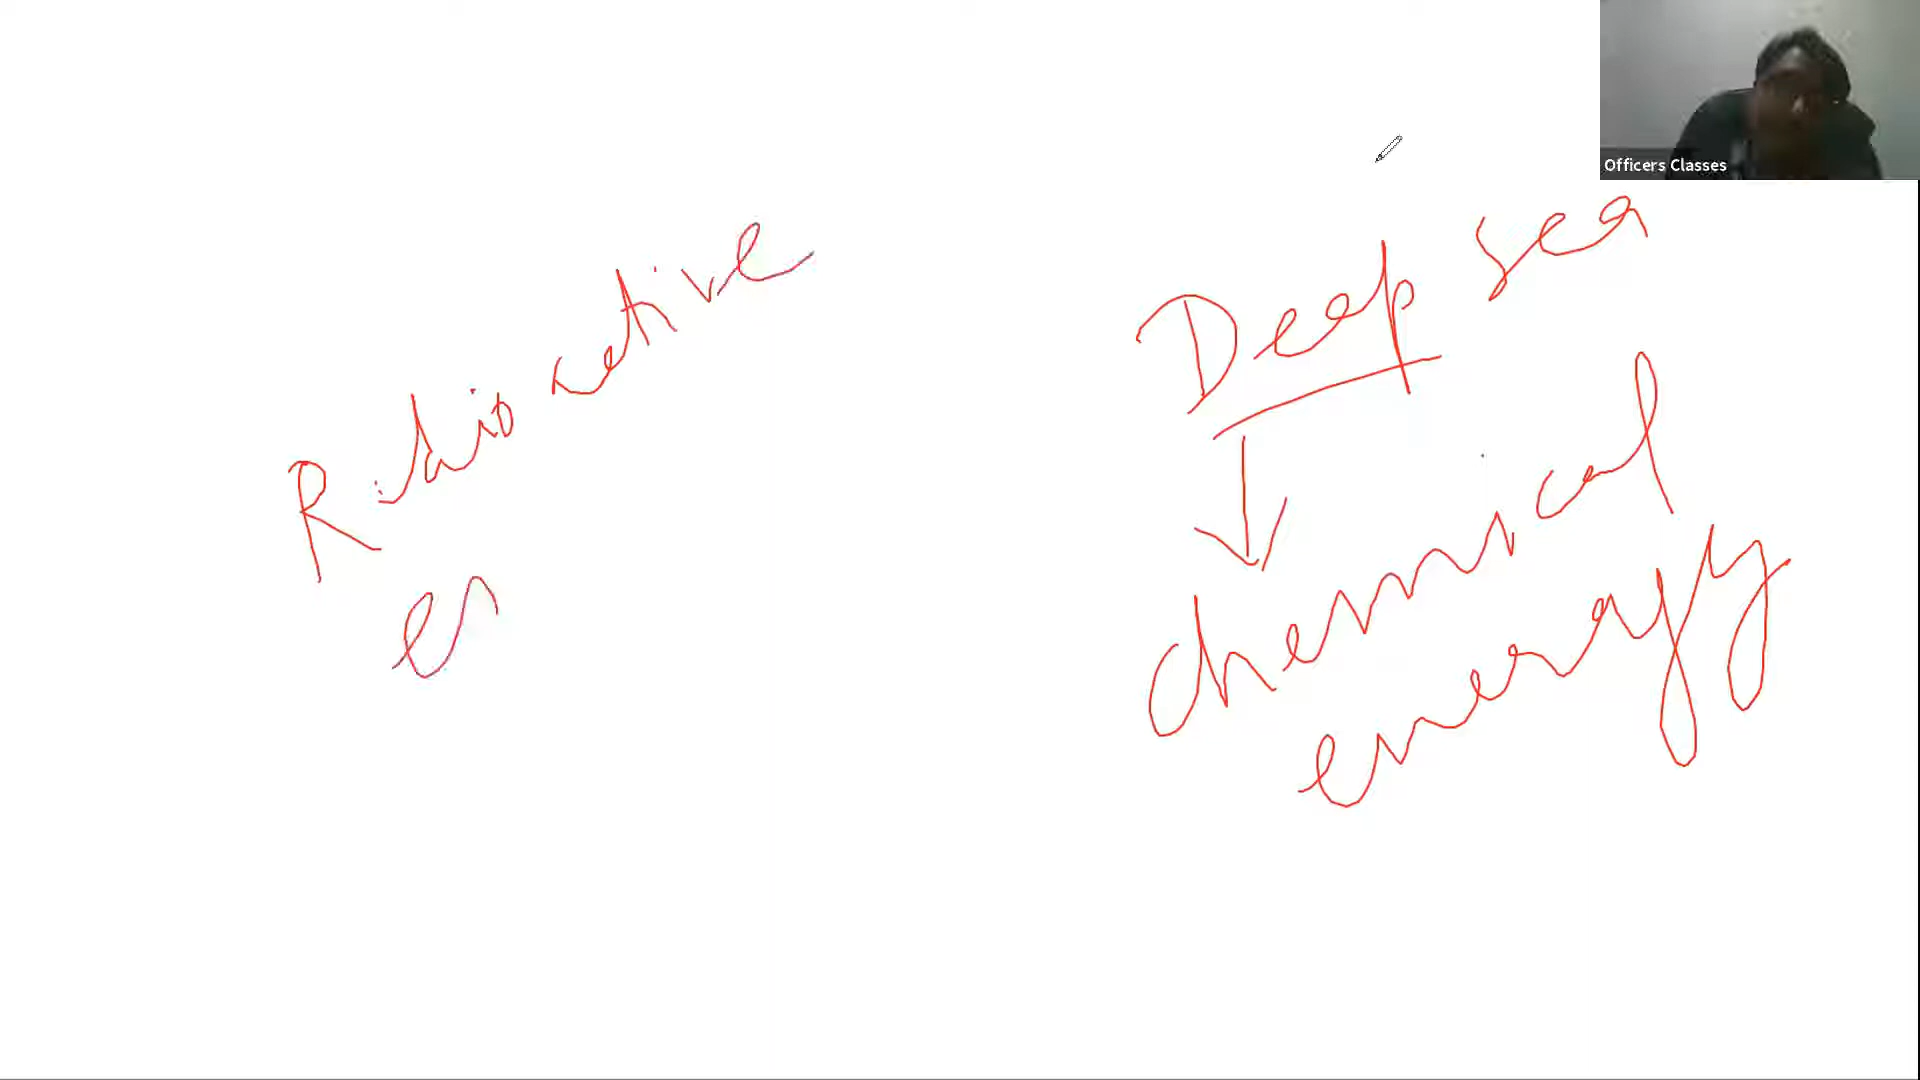 Officers Classes
Radioactive
en
Deep sea
chemical
energy